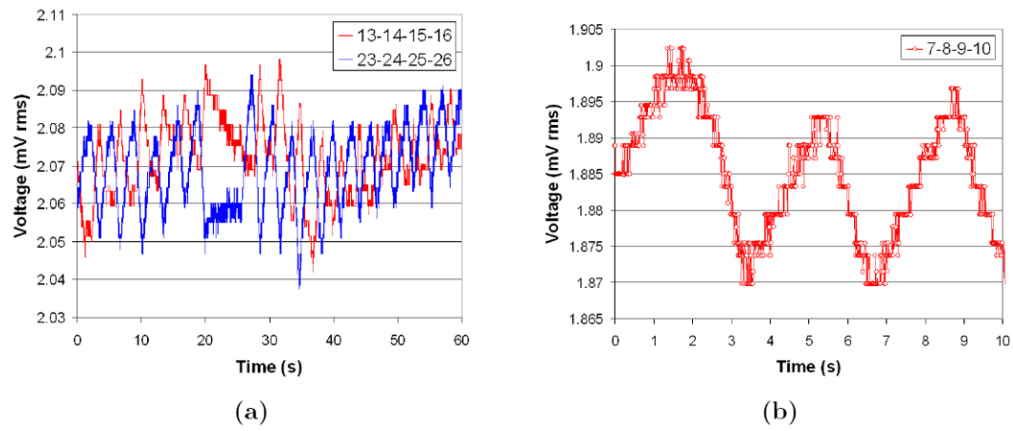 2.11
2.1
2.09
2.08
2.07
2.06
2.05
2.04
2.03
Voltage (mV rms)
13-14-15-16
23-24-25-26
0 10 20 30 40 50 60
Time (s)
(a)
1.905
1.9
1.895
1.89
1.885
1.88
1.875
1.87
1.865
Voltage (mV rms)
7-8-9-10
0 1 2 3 4 5 6 7 8 9 10
Time (s)
(b)